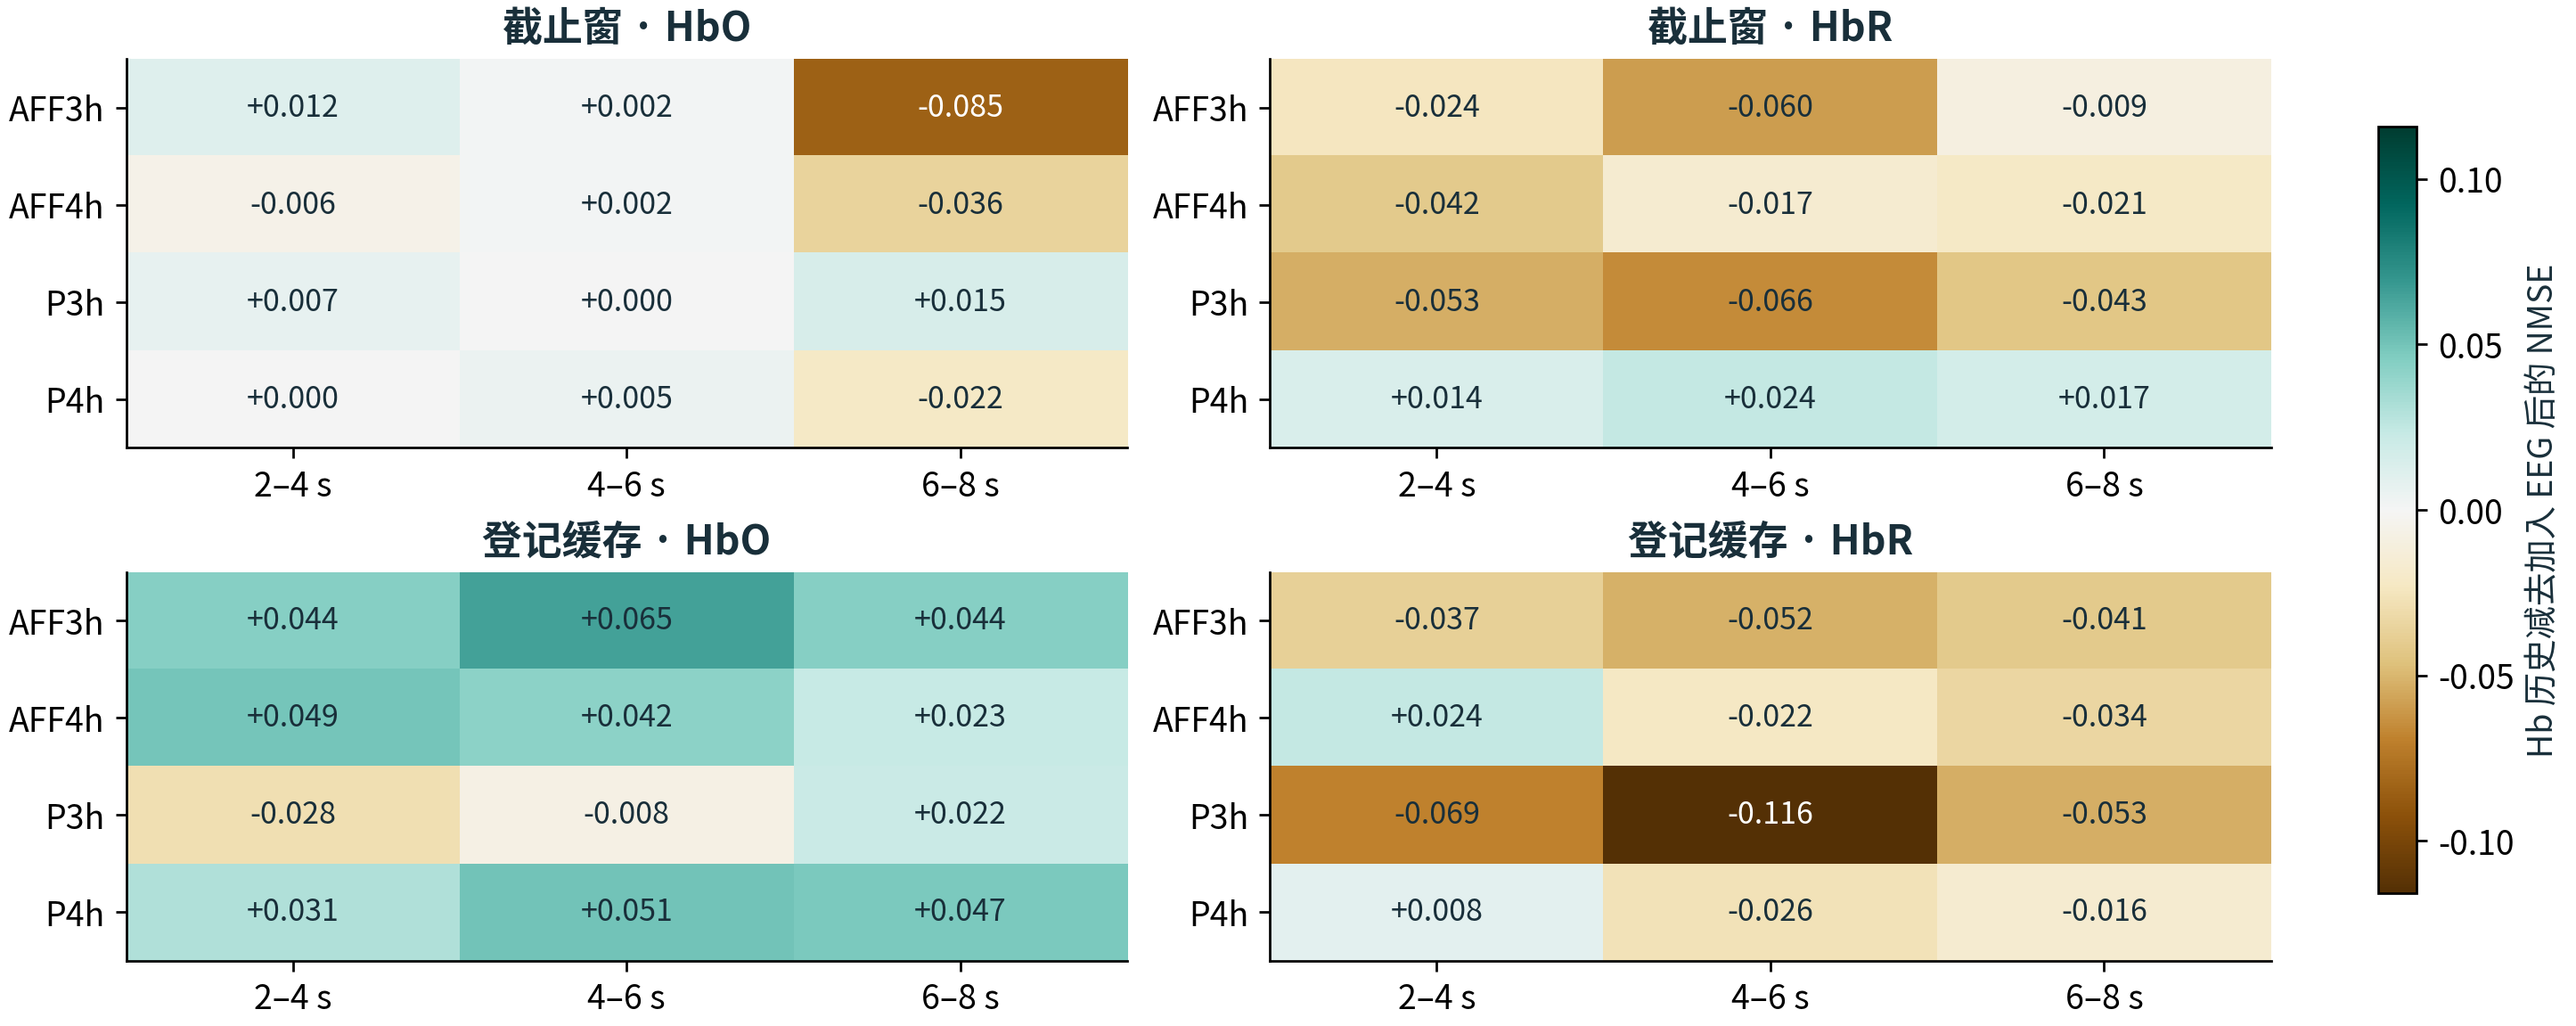 截止窗 · HbO
AFF3h +0.012 +0.002 -0.085
AFF4h -0.006 +0.002 -0.036
P3h +0.007 +0.000 +0.015
P4h +0.000 +0.005 -0.022
2–4 s 4–6 s 6–8 s
截止窗 · HbR
AFF3h -0.024 -0.060 -0.009
AFF4h -0.042 -0.017 -0.021
P3h -0.053 -0.066 -0.043
P4h +0.014 +0.024 +0.017
2–4 s 4–6 s 6–8 s
登记缓存 · HbO
AFF3h +0.044 +0.065 +0.044
AFF4h +0.049 +0.042 +0.023
P3h -0.028 -0.008 +0.022
P4h +0.031 +0.051 +0.047
2–4 s 4–6 s 6–8 s
登记缓存 · HbR
AFF3h -0.037 -0.052 -0.041
AFF4h +0.024 -0.022 -0.034
P3h -0.069 -0.116 -0.053
P4h +0.008 -0.026 -0.016
2–4 s 4–6 s 6–8 s
0.10
0.05
0.00
-0.05
-0.10
Hb 历史减去加入 EEG 后的 NMSE